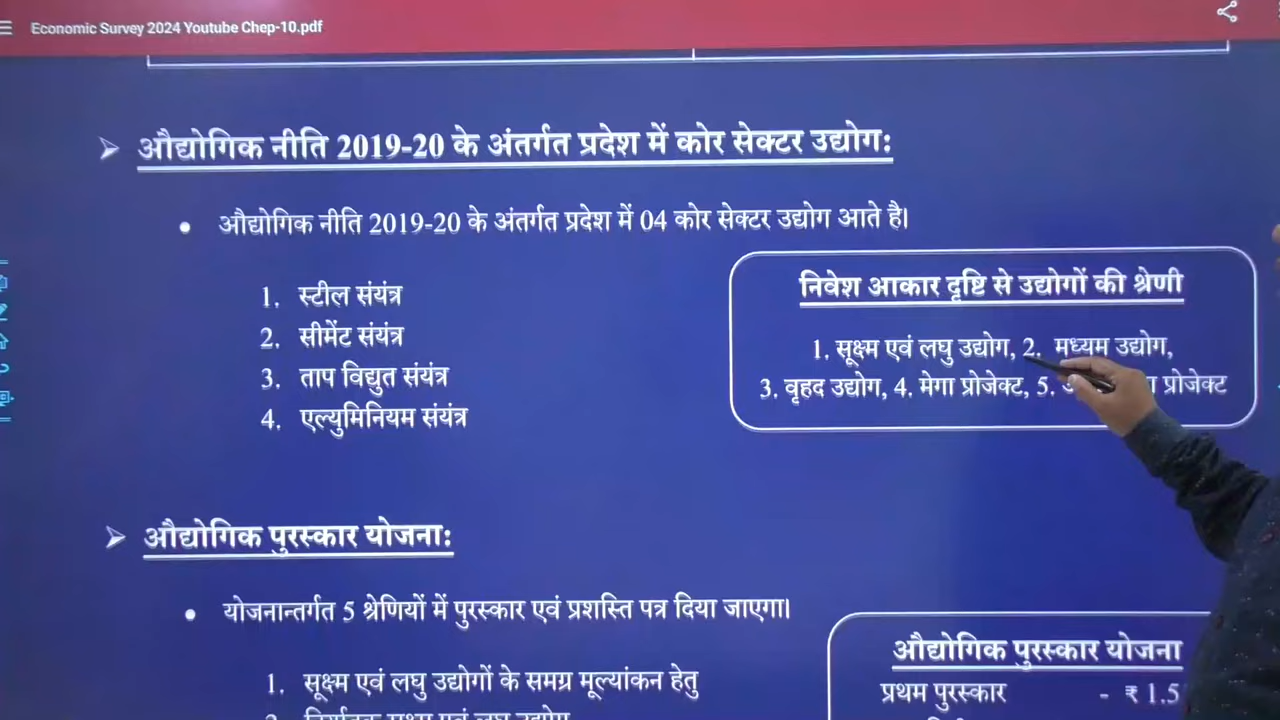 Economic Survey 2024 Youtube Chep-10.pdf
➤ औद्योगिक नीति 2019-20 के अंतर्गत प्रदेश में कोर सेक्टर उद्योग:
• औद्योगिक नीति 2019-20 के अंतर्गत प्रदेश में 04 कोर सेक्टर उद्योग आते है।
1. स्टील संयंत्र
2. सीमेंट संयंत्र
3. ताप विद्युत संयंत्र
4. एल्युमिनियम संयंत्र
निवेश आकार दृष्टि से उद्योगों की श्रेणी
1. सूक्ष्म एवं लघु उद्योग, 2. मध्यम उद्योग,
3. वृहद उद्योग, 4. मेगा प्रोजेक्ट, 5. प्रोजेक्ट
➤ औद्योगिक पुरस्कार योजना:
• योजनान्तर्गत 5 श्रेणियों में पुरस्कार एवं प्रशस्ति पत्र दिया जाएगा।
1. सूक्ष्म एवं लघु उद्योगों के समग्र मूल्यांकन हेतु
औद्योगिक पुरस्कार योजना
प्रथम पुरस्कार - ₹ 1.5